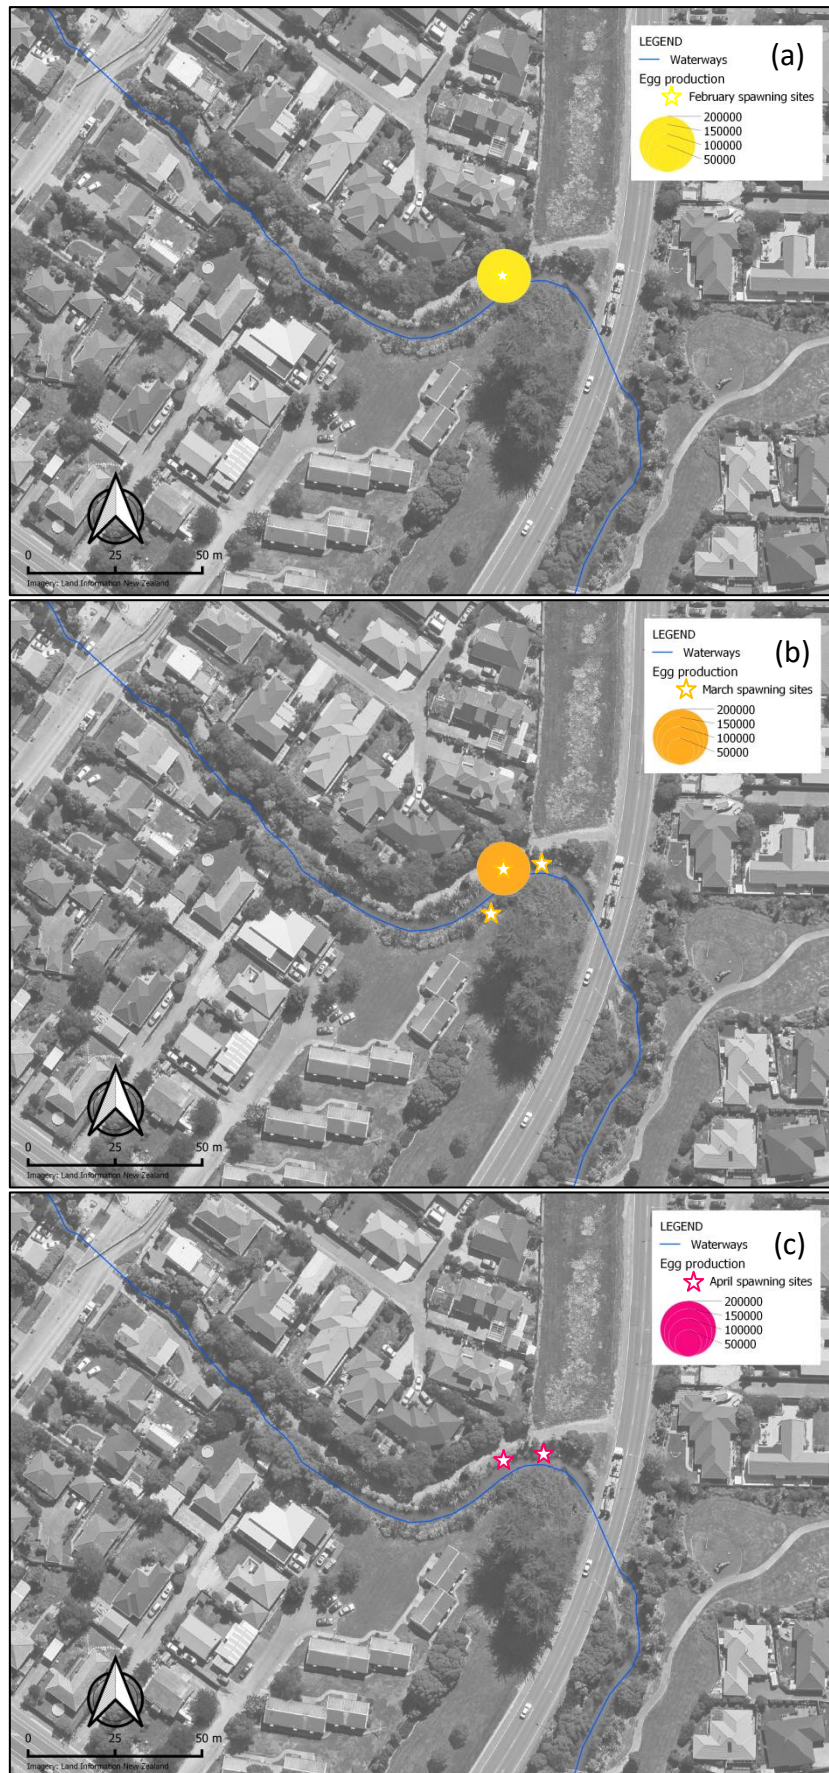 (a)
LEGEND
Waterways
Egg production
February spawning sites
200000
150000
100000
50000
0 25 50 m
Imagery: Land Information New Zealand
(b)
LEGEND
Waterways
Egg production
March spawning sites
200000
150000
100000
50000
0 25 50 m
Imagery: Land Information New Zealand
(c)
LEGEND
Waterways
Egg production
April spawning sites
200000
150000
100000
50000
0 25 50 m
Imagery: Land Information New Zealand